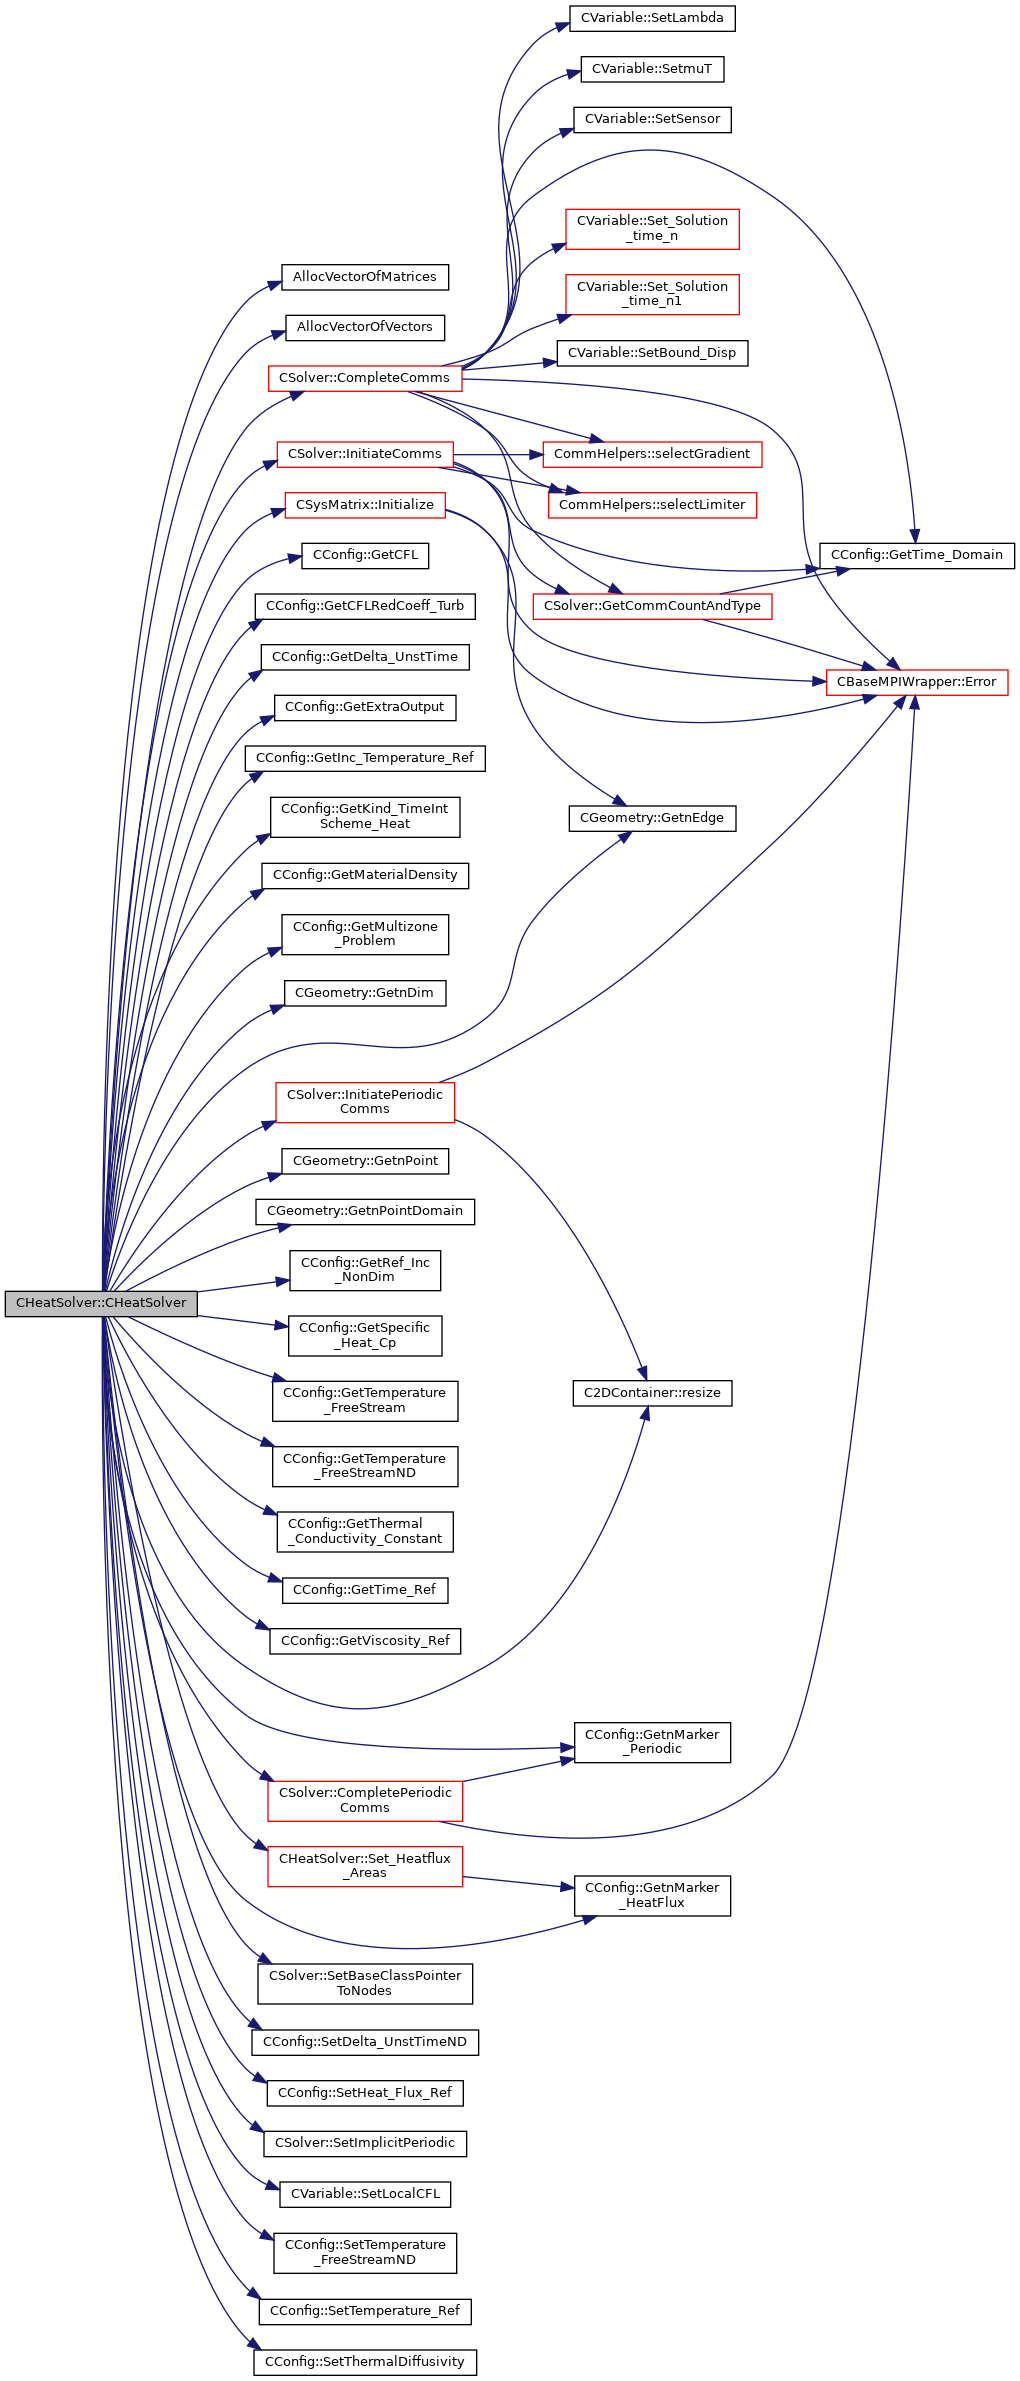 CVariable::SetLambda
CVariable::SetmuT
CVariable::SetSensor
CVariable::Set_Solution
_time_n
AllocVectorOfMatrices
CVariable::Set_Solution
_time_n1
AllocVectorOfVectors
CVariable::SetBound_Disp
CSolver::CompleteComms
CSolver::InitiateComms
CommHelpers::selectGradient
CSysMatrix::Initialize
CommHelpers::selectLimiter
CConfig::GetCFL
CConfig::GetTime_Domain
CConfig::GetCFLRedCoeff_Turb
CSolver::GetCommCountAndType
CConfig::GetDelta_UnstTime
CBaseMPIWrapper::Error
CConfig::GetExtraOutput
CConfig::GetInc_Temperature_Ref
CConfig::GetKind_TimeInt
Scheme_Heat
CGeometry::GetnEdge
CConfig::GetMaterialDensity
CConfig::GetMultizone
_Problem
CGeometry::GetnDim
CSolver::InitiatePeriodic
Comms
CGeometry::GetnPoint
CGeometry::GetnPointDomain
CConfig::GetRef_Inc
_NonDim
CHeatSolver::CHeatSolver
CConfig::GetSpecific
_Heat_Cp
CConfig::GetTemperature
_FreeStream
C2DContainer::resize
CConfig::GetTemperature
_FreeStreamND
CConfig::GetThermal
_Conductivity_Constant
CConfig::GetTime_Ref
CConfig::GetViscosity_Ref
CConfig::GetnMarker
_Periodic
CSolver::CompletePeriodic
Comms
CHeatSolver::Set_Heatflux
_Areas
CConfig::GetnMarker
_HeatFlux
CSolver::SetBaseClassPointer
ToNodes
CConfig::SetDelta_UnstTimeND
CConfig::SetHeat_Flux_Ref
CSolver::SetImplicitPeriodic
CVariable::SetLocalCFL
CConfig::SetTemperature
_FreeStreamND
CConfig::SetTemperature_Ref
CConfig::SetThermalDiffusivity